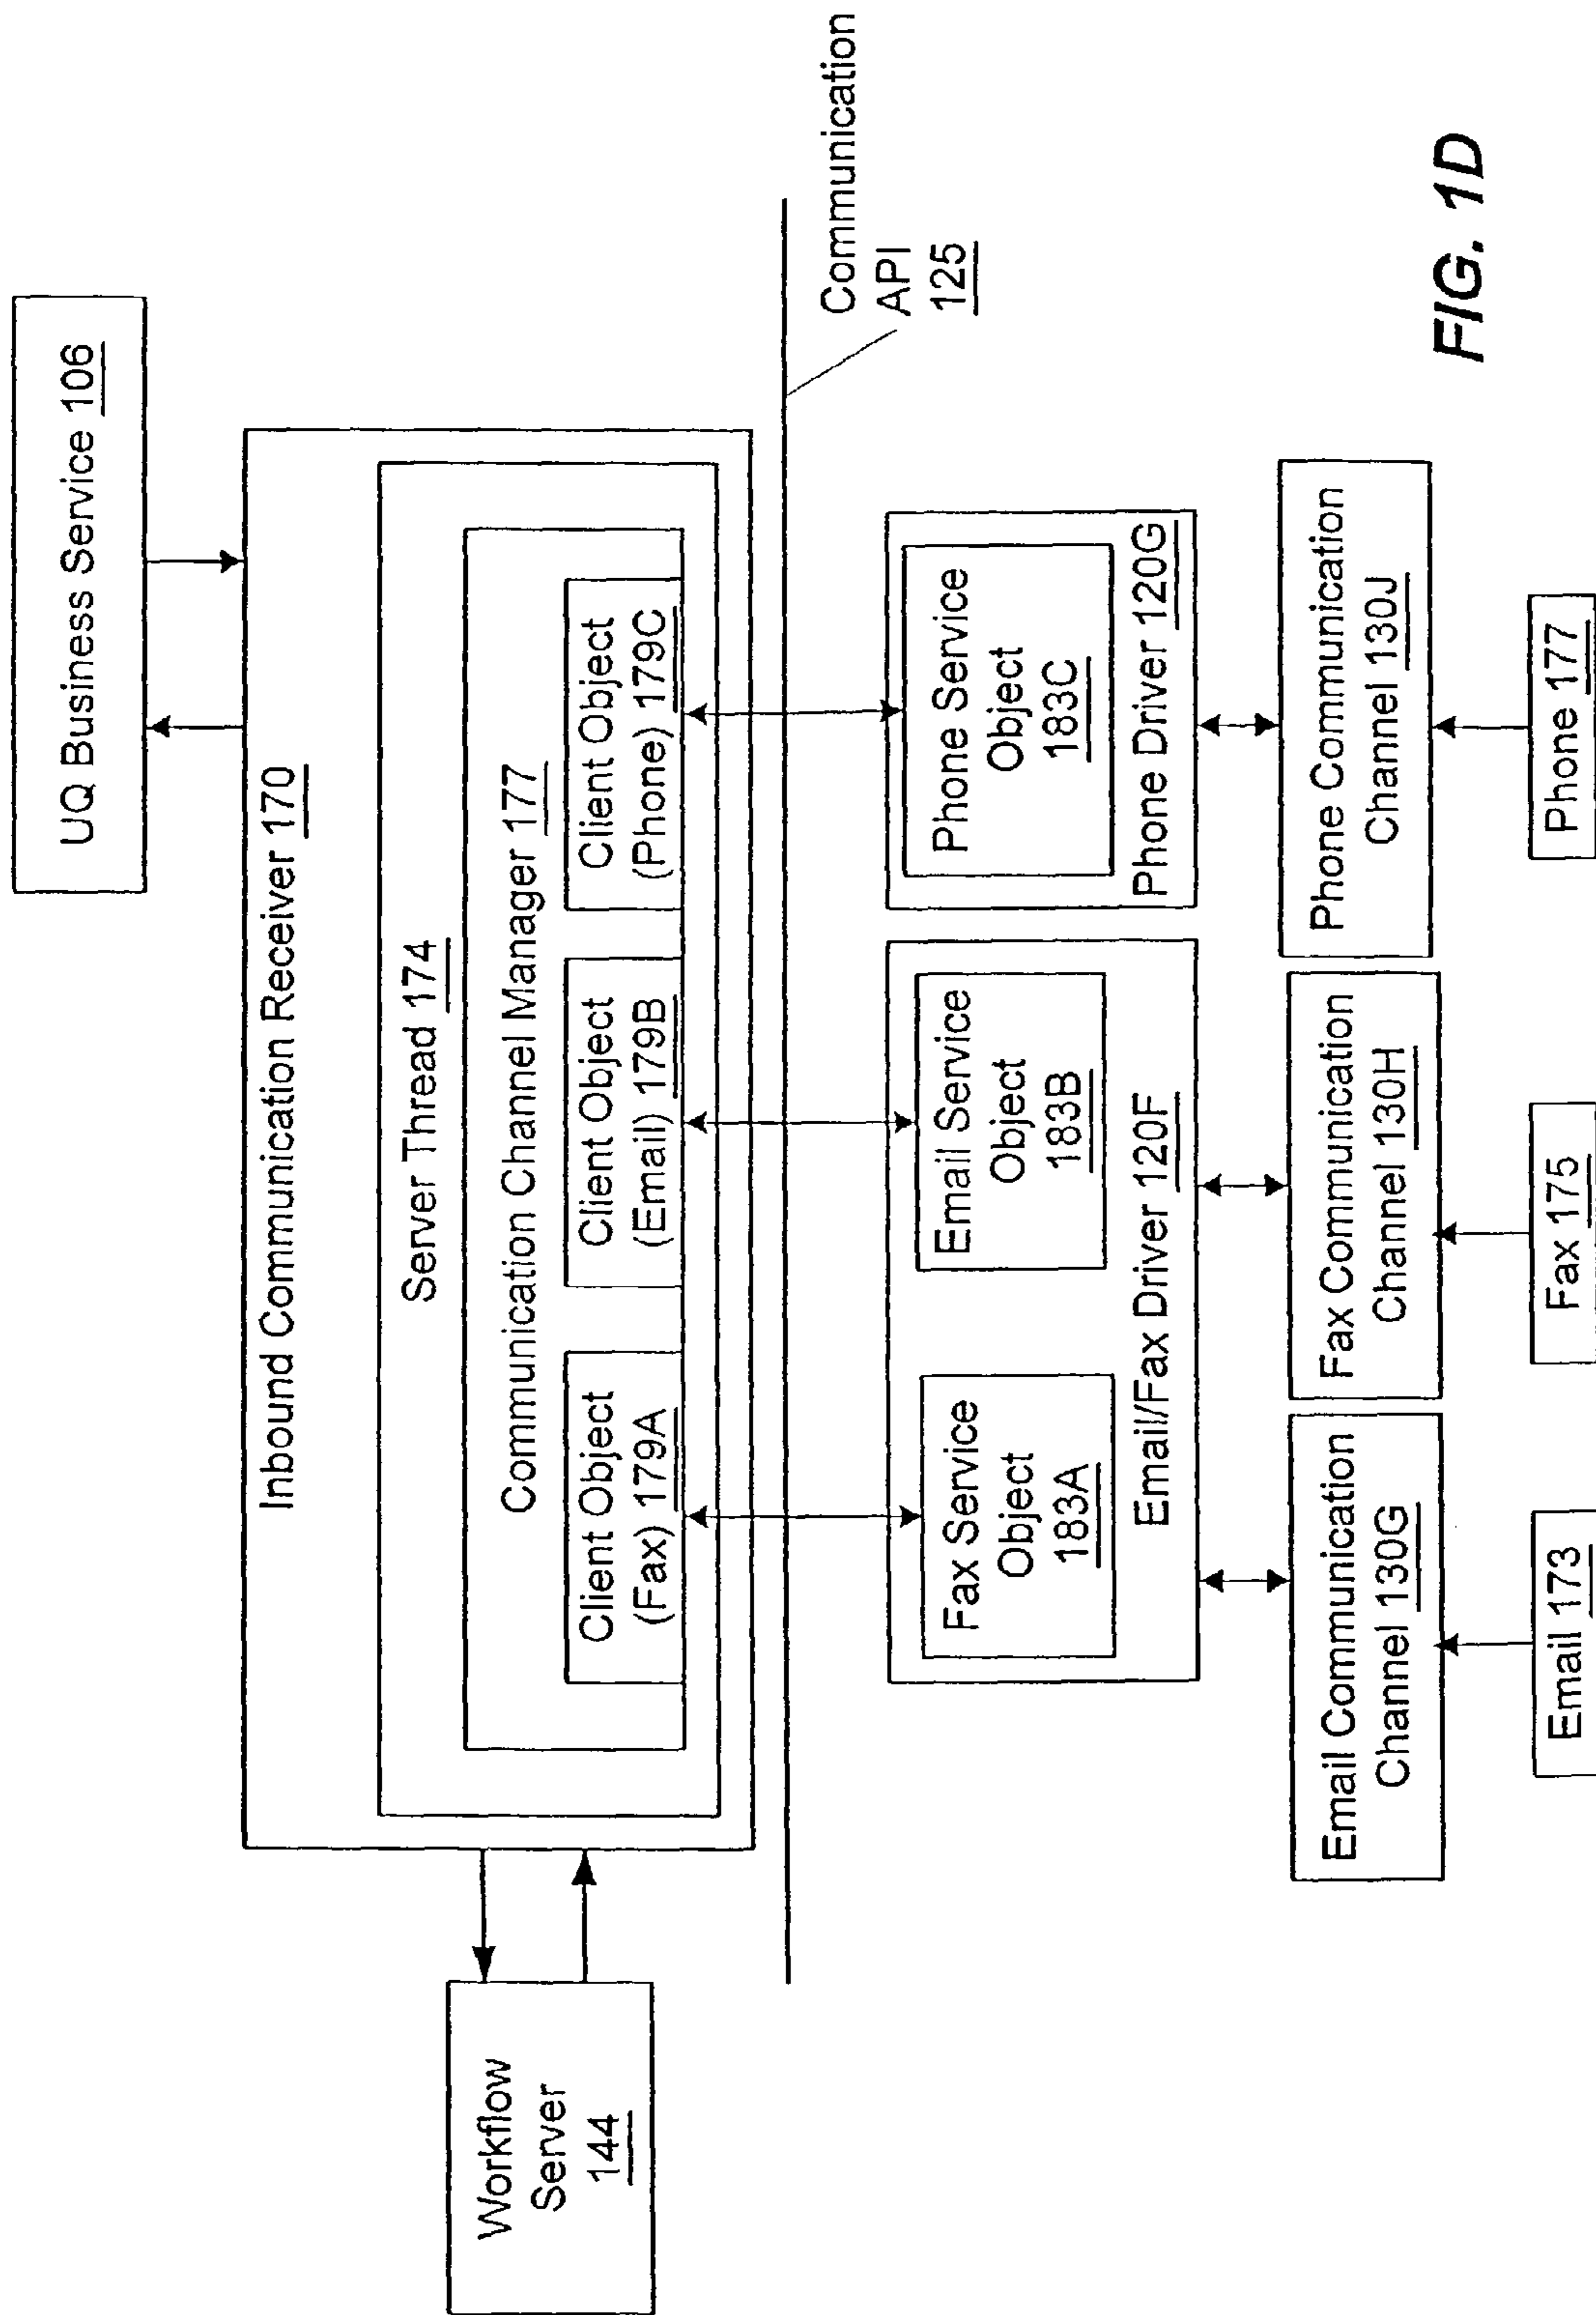 UQ Business Service 106
Inbound Communication Receiver 170
Server Thread 174
Communication Channel Manager 177
Client Object
(Fax) 179A
Client Object
(Email) 179B
Client Object
(Phone) 179C
Workflow
Server
144
Communication
API
125
Fax Service
Object
183A
Email Service
Object
183B
Email/Fax Driver 120F
Phone Service
Object
183C
Phone Driver 120G
Email Communication
Channel 130G
Fax Communication
Channel 130H
Phone Communication
Channel 130J
Email 173
Fax 175
Phone 177
FIG. 1D